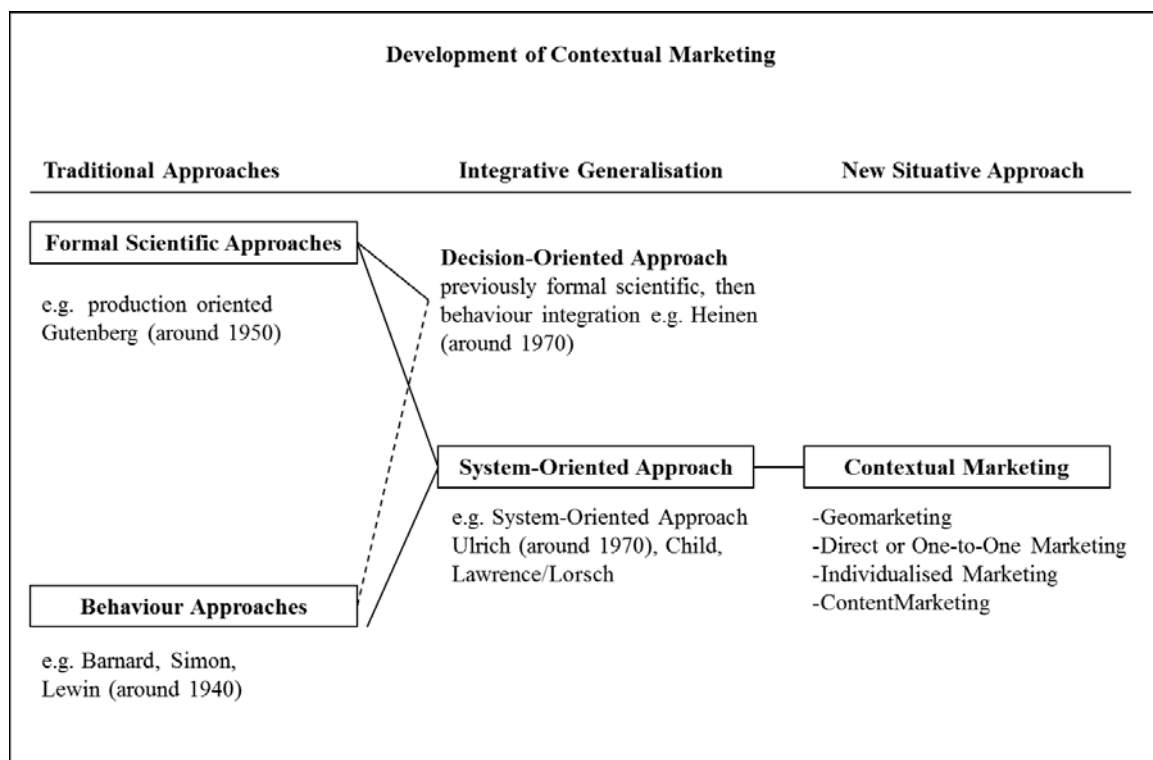 Development of Contextual Marketing
Traditional Approaches
Integrative Generalisation
New Situative Approach
Formal Scientific Approaches
e.g. production oriented
Gutenberg (around 1950)
Behaviour Approaches
e.g. Barnard, Simon,
Lewin (around 1940)
Decision-Oriented Approach
previously formal scientific, then
behaviour integration e.g. Heinen
(around 1970)
System-Oriented Approach
e.g. System-Oriented Approach
Ulrich (around 1970), Child,
Lawrence/Lorsch
Contextual Marketing
-Geomarketing
-Direct or One-to-One Marketing
-Individualised Marketing
-ContentMarketing